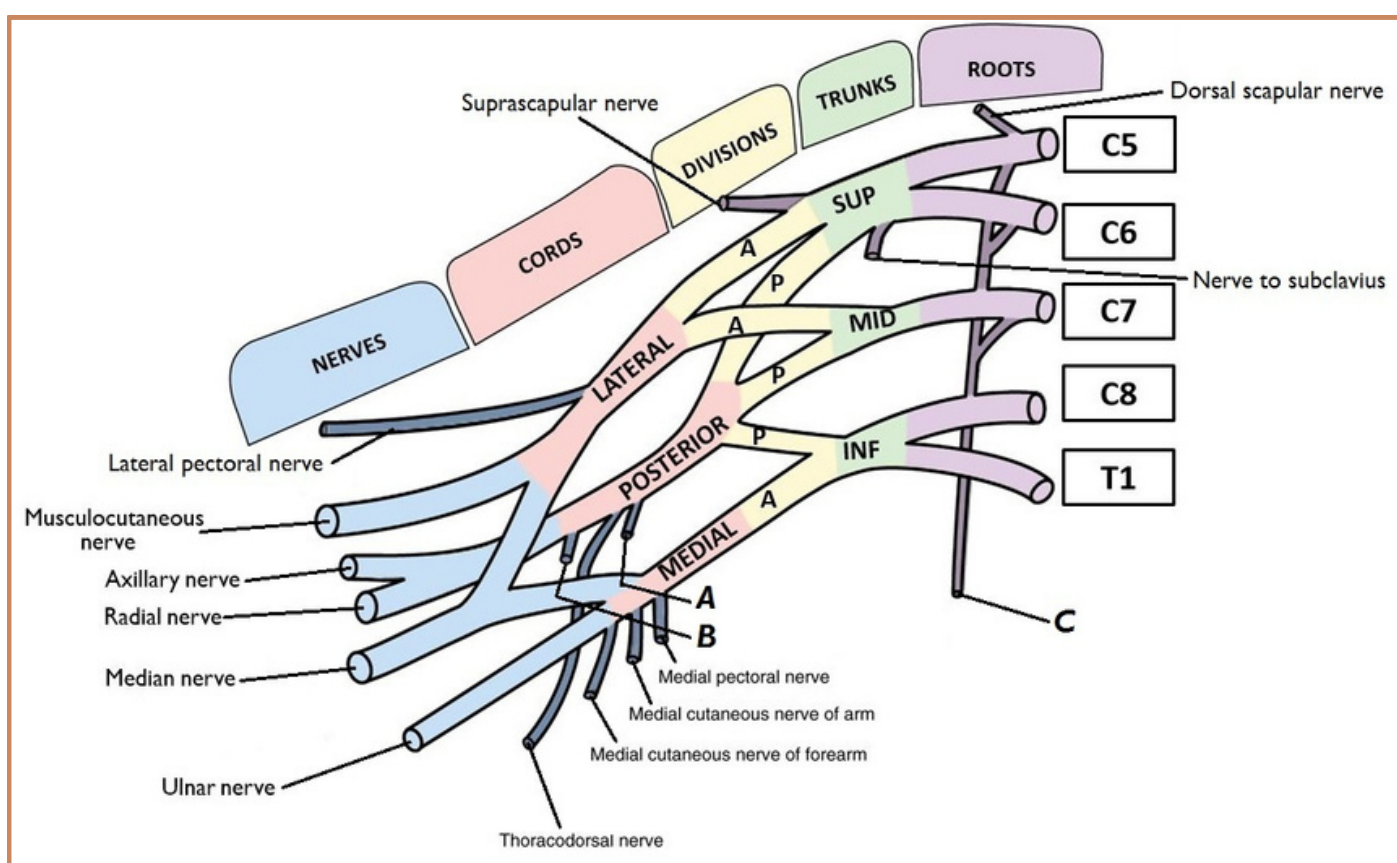 ROOTS
TRUNKS
DIVISIONS
CORDS
NERVES
Suprascapular nerve
Dorsal scapular nerve
C5
SUP
C6
A
P
Nerve to subclavius
C7
A
MID
LATERAL
P
C8
POSTERIOR
P
INF
Lateral pectoral nerve
T1
A
Musculocutaneous
nerve
MEDIAL
Axillary nerve
A
Radial nerve
B
C
Median nerve
Medial pectoral nerve
Medial cutaneous nerve of arm
Medial cutaneous nerve of forearm
Ulnar nerve
Thoracodorsal nerve